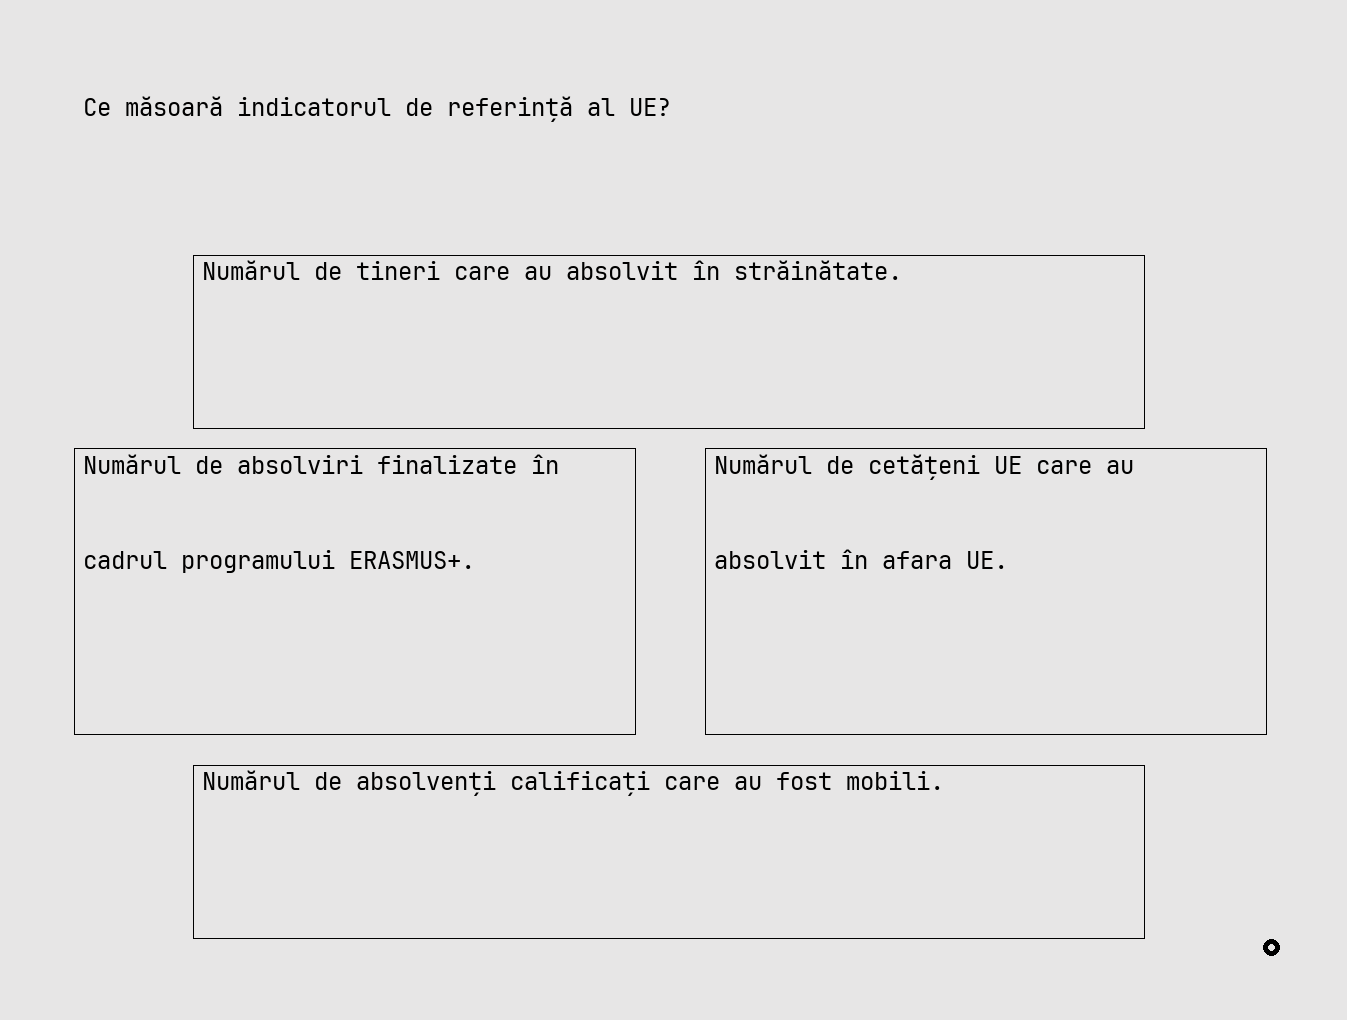 Ce măsoară indicatorul de referință al UE?
Numărul de tineri care au absolvit în străinătate.
Numărul de absolviri finalizate în
cadrul programului ERASMUS+.
Numărul de cetățeni UE care au
absolvit în afara UE.
Numărul de absolvenți calificați care au fost mobili.